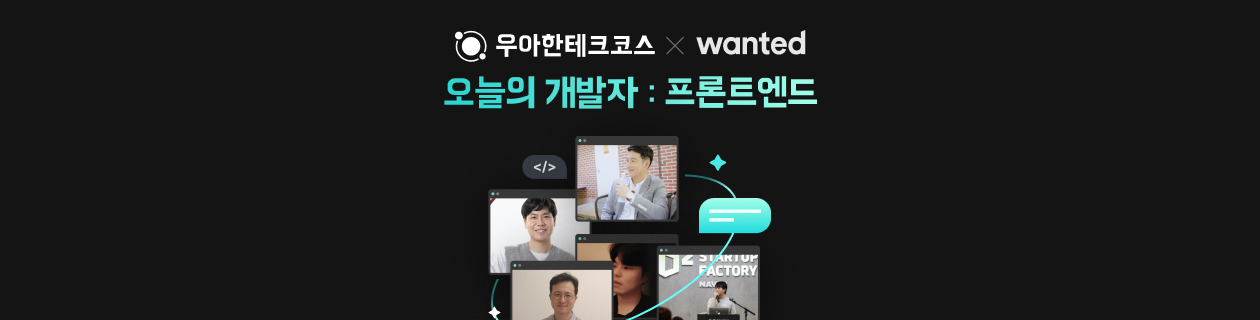 우아한테크코스 × wanted
오늘의 개발자 : 프론트엔드
</>
D2 STARTUP
FACTORY
NAV